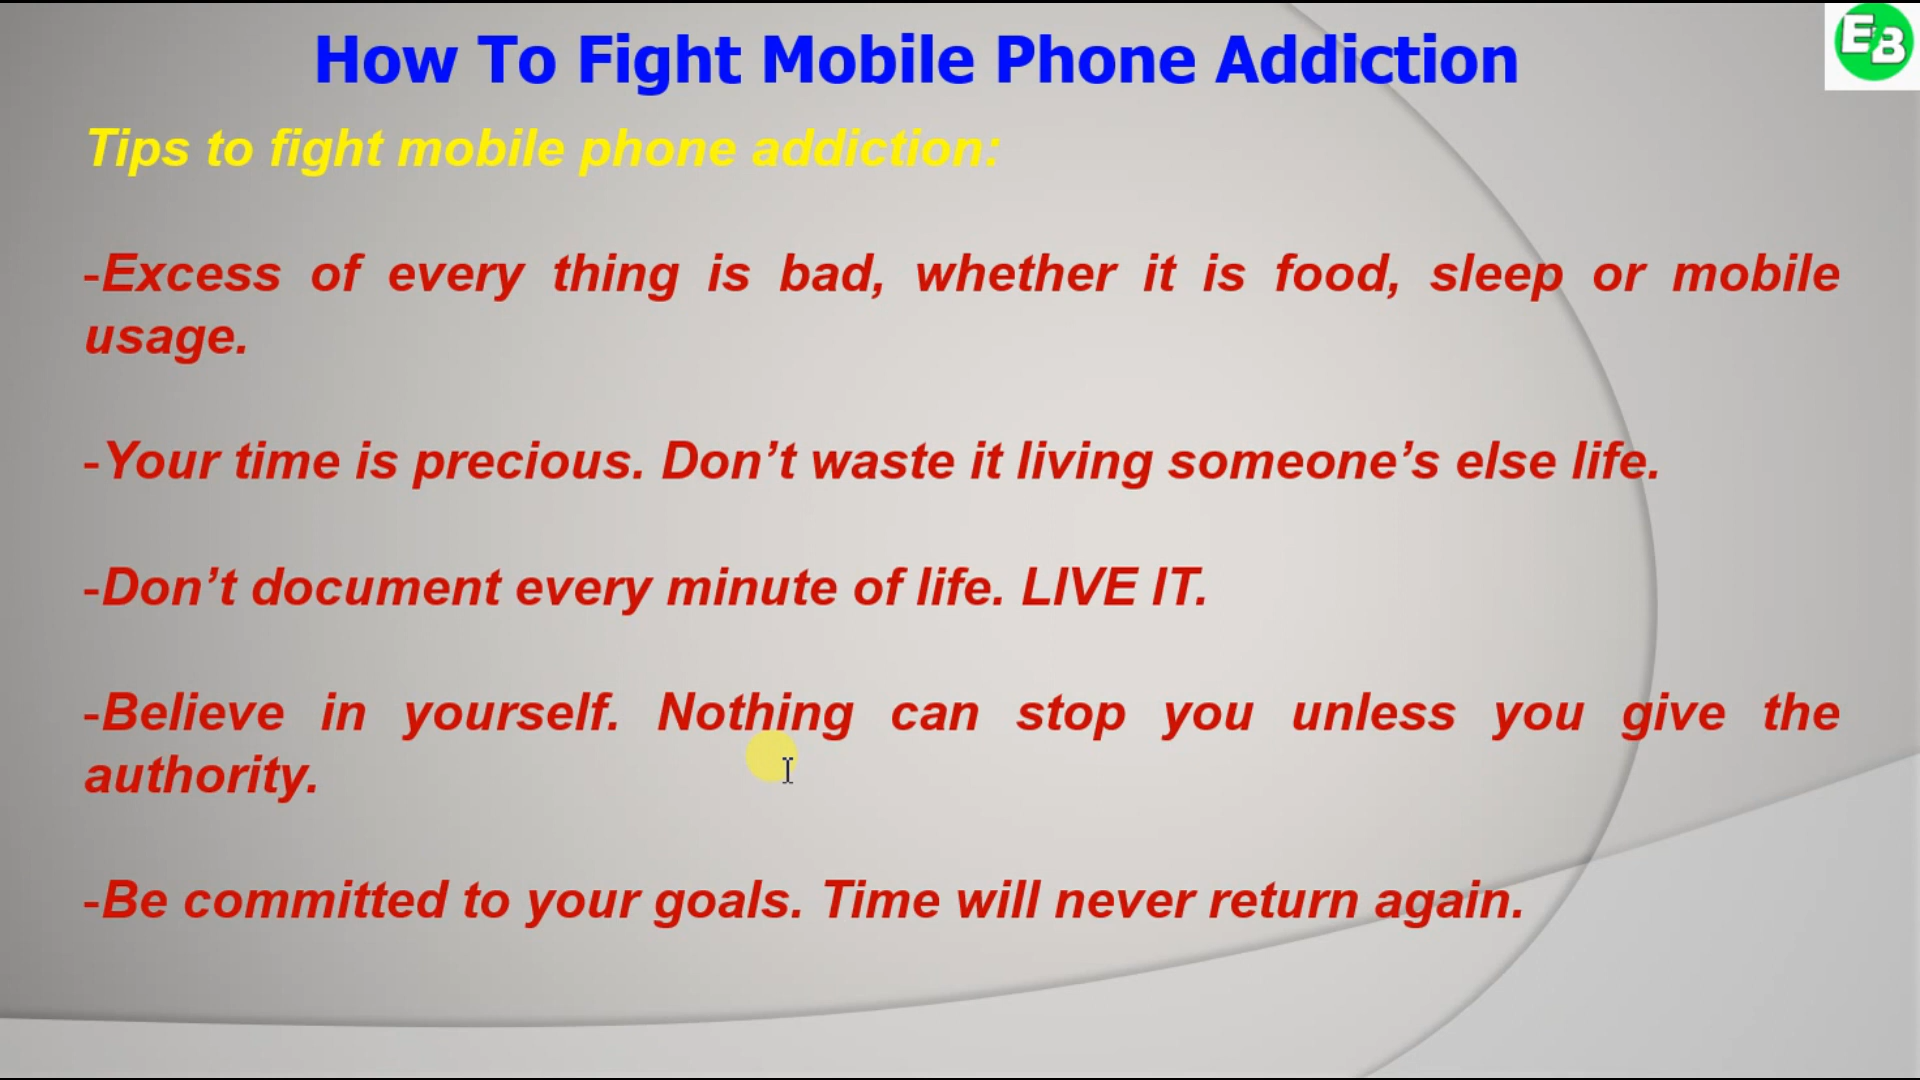 How To Fight Mobile Phone Addiction
EB
Tips to fight mobile phone addiction:
-Excess of every thing is bad, whether it is food, sleep or mobile
usage.
-Your time is precious. Don’t waste it living someone’s else life.
-Don’t document every minute of life. LIVE IT.
-Believe in yourself. Nothing can stop you unless you give the
authority.
-Be committed to your goals. Time will never return again.